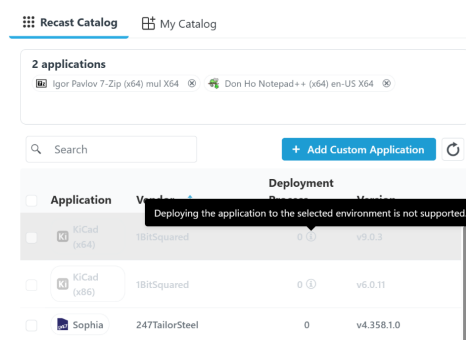 Recast Catalog
My Catalog
2 applications
Igor Pavlov 7-Zip (x64) mul X64
Don Ho Notepad++ (x64) en-US X64
Search
+ Add Custom Application
Deployment
Application
Deploying the application to the selected environment is not supported.
KiCad
(x64)
1BitSquared
0
v9.0.3
KiCad
(x86)
1BitSquared
0
v6.0.11
Sophia
247TailorSteel
0
v4.358.1.0